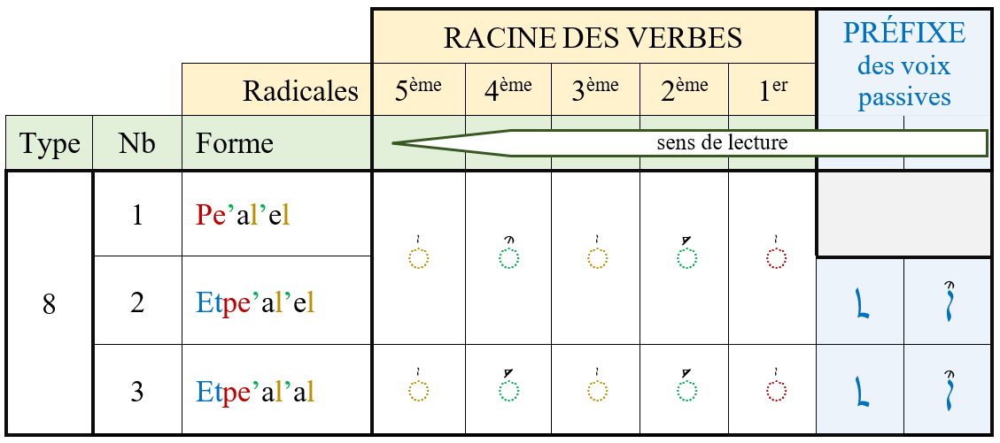 RACINE DES VERBES
PRÉFIXE
des voix
passives
Radicales 5ème 4ème 3ème 2ème 1er
Type Nb Forme
sens de lecture
8
1 Pe’al’el
2 Etpe’al’el
ܐܶ ܬ
3 Etpe’al’al
ܐܶ ܬ